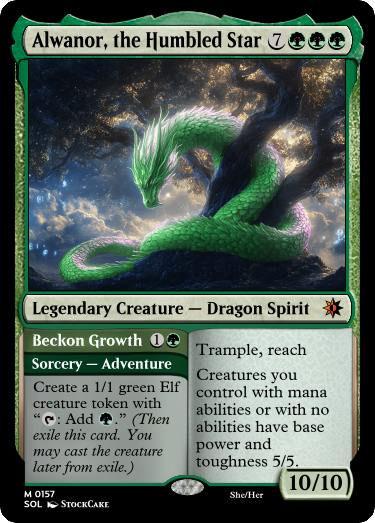 Alwanor, the Humbled Star 7
Legendary Creature — Dragon Spirit
Beckon Growth 1
Sorcery — Adventure
Create a 1/1 green Elf
creature token with
“: Add .” (Then
exile this card. You
may cast the creature
later from exile.)
Trample, reach
Creatures you
control with mana
abilities or with no
abilities have base
power and
toughness 5/5.
10/10
M 0157
SOL StockCake
She/Her